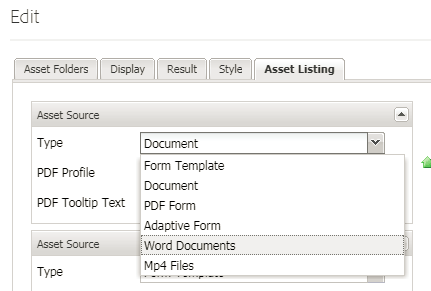 Edit
Asset Folders Display Result Style Asset Listing
Asset Source
Type Document
Form Template
PDF Profile Document
PDF Form
PDF Tooltip Text Adaptive Form
Asset Source Word Documents
Type Mp4 Files